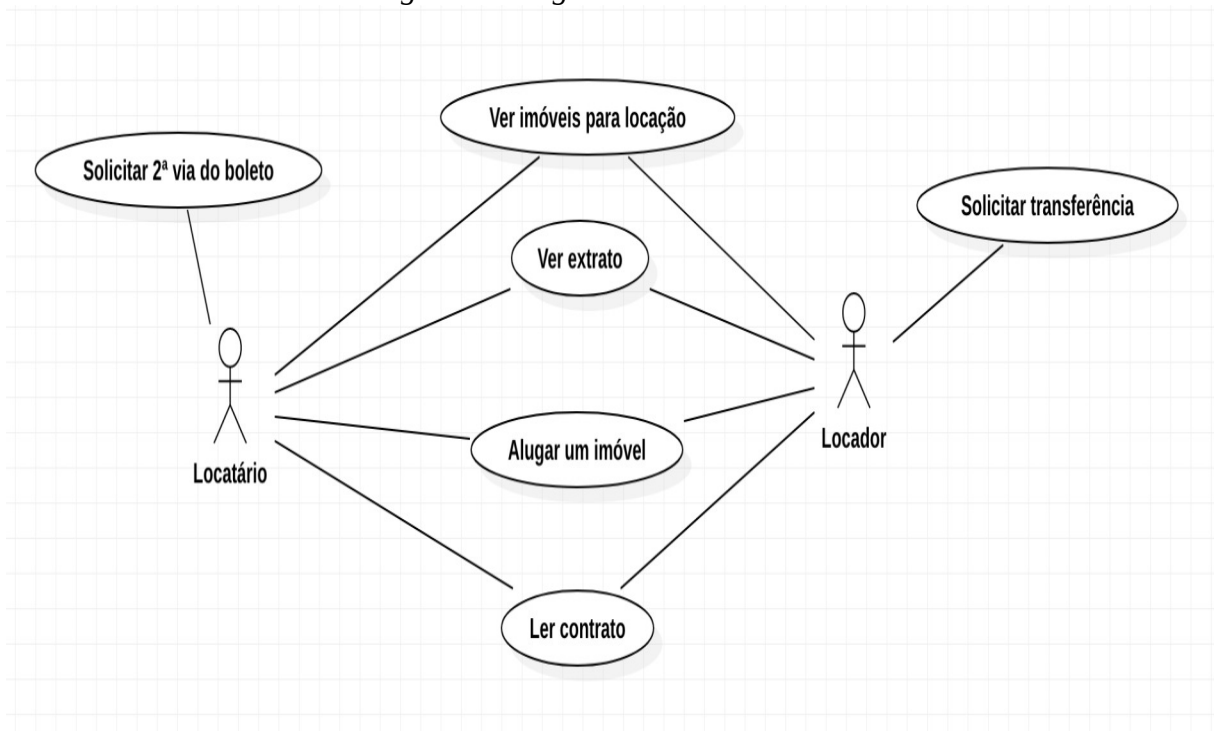 Ver imóveis para locação
Solicitar 2ª via do boleto
Solicitar transferência
Ver extrato
Locador
Alugar um imóvel
Locatário
Ler contrato